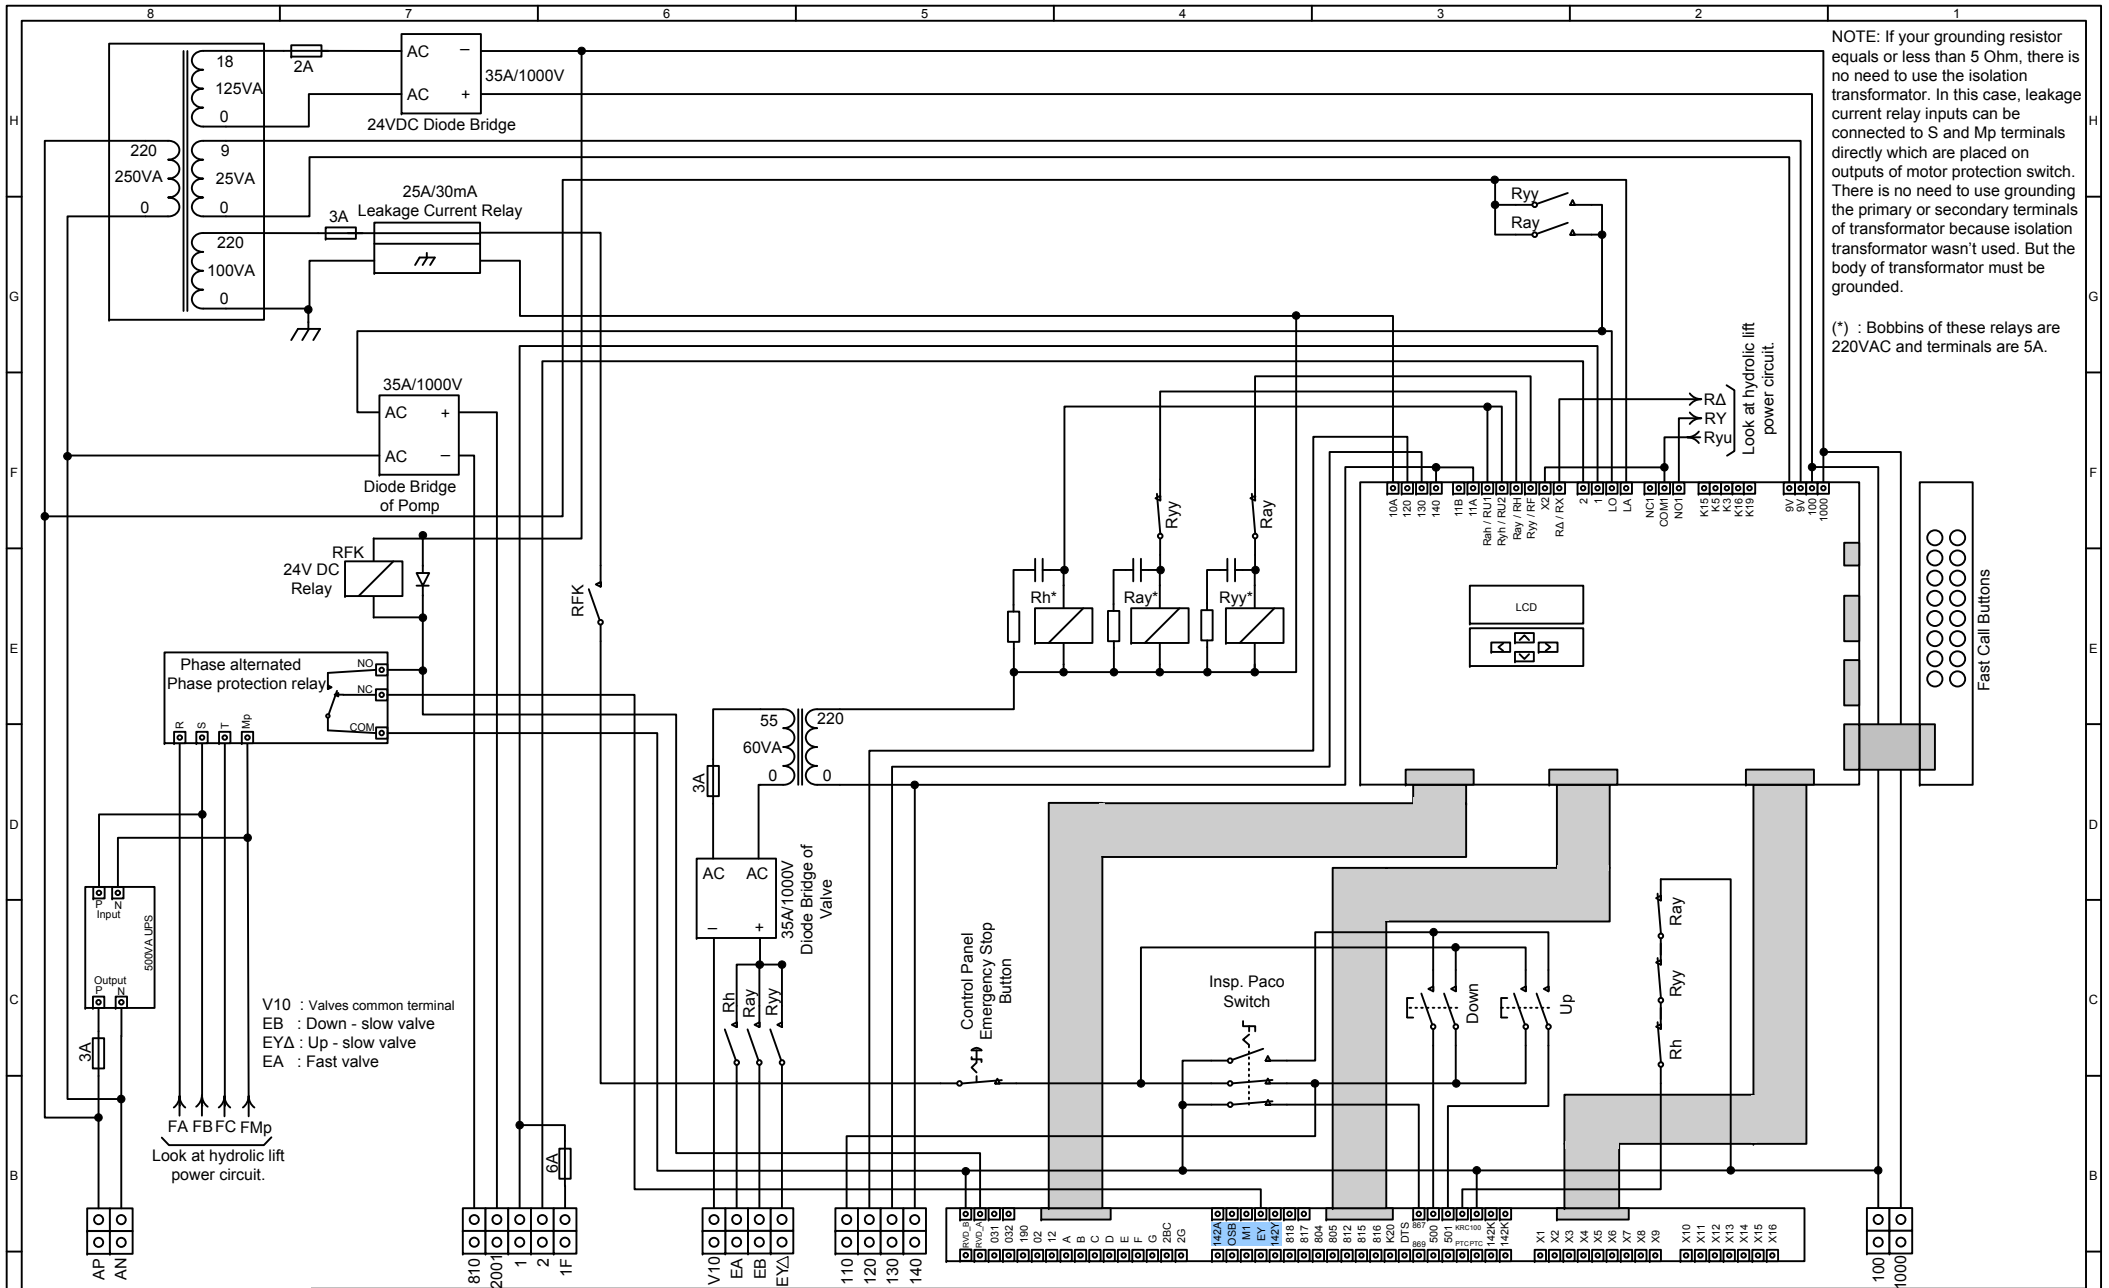 8 7 6 5 4 3 2 1
H
G
F
E
D
C
B
H
G
F
E
D
C
B
18
125VA
0
220
250VA
0
9
25VA
0
220
100VA
0
2A
AC –
AC +
35A/1000V
24VDC Diode Bridge
25A/30mA
Leakage Current Relay
3A
35A/1000V
AC +
AC –
Diode Bridge
of Pomp
RFK
24V DC
Relay
RFK
Phase alternated
Phase protection relay
NO
NC
COM
R S T Mp
P N
Input
500VA UPS
Output
P N
3A
V10 : Valves common terminal
EB : Down - slow valve
EYΔ : Up - slow valve
EA : Fast valve
FA FB FC FMp
Look at hydrolic lift
power circuit.
AP AN
6A
810 2001 1 2 1F
55
60VA
0
220
0
3A
AC AC
– +
35A/1000V
Diode Bridge of
Valve
Rh Ray Ryy
V10 EA EB EYΔ
110 120 130 140
Ryy
Ray
Ryy
Ray
Rh*
Ray*
Ryy*
RΔ
RY
Ryu
Look at hydrolic lift
power circuit.
NOTE: If your grounding resistor
equals or less than 5 Ohm, there is
no need to use the isolation
transformator. In this case, leakage
current relay inputs can be
connected to S and Mp terminals
directly which are placed on
outputs of motor protection switch.
There is no need to use grounding
the primary or secondary terminals
of transformator because isolation
transformator wasn't used. But the
body of transformator must be
grounded.
(*) : Bobbins of these relays are
220VAC and terminals are 5A.
10A 120 130 140 11B 11A Rah / RU1 Ryh / RU2 Ray / RH Ryy / RF X2 RΔ / RX 2 1 LO LA NC1 COM1 NO1 K15 K5 K3 K16 K19 9V 9V 100 1000
LCD
Fast Call Buttons
Control Panel
Emergency Stop
Button
Insp. Paco
Switch
Down
Up
Ray
Ryy
Rh
RVD_B RVD_A 031 032 190 02 12 A B C D E F G 2BC 2G 142A OSB M1 EY 142Y 818 817 804 805 812 815 816 K20 DTS 867 869 500 501 KRC100 PTC PTC 142K 142K X1 X2 X3 X4 X5 X6 X7 X8 X9 X10 X11 X12 X13 X14 X15 X16
100 1000